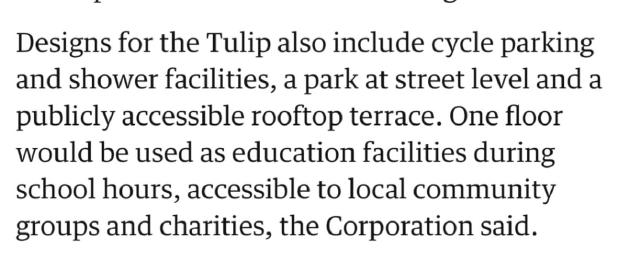 Designs for the Tulip also include cycle parking
and shower facilities, a park at street level and a
publicly accessible rooftop terrace. One floor
would be used as education facilities during
school hours, accessible to local community
groups and charities, the Corporation said.